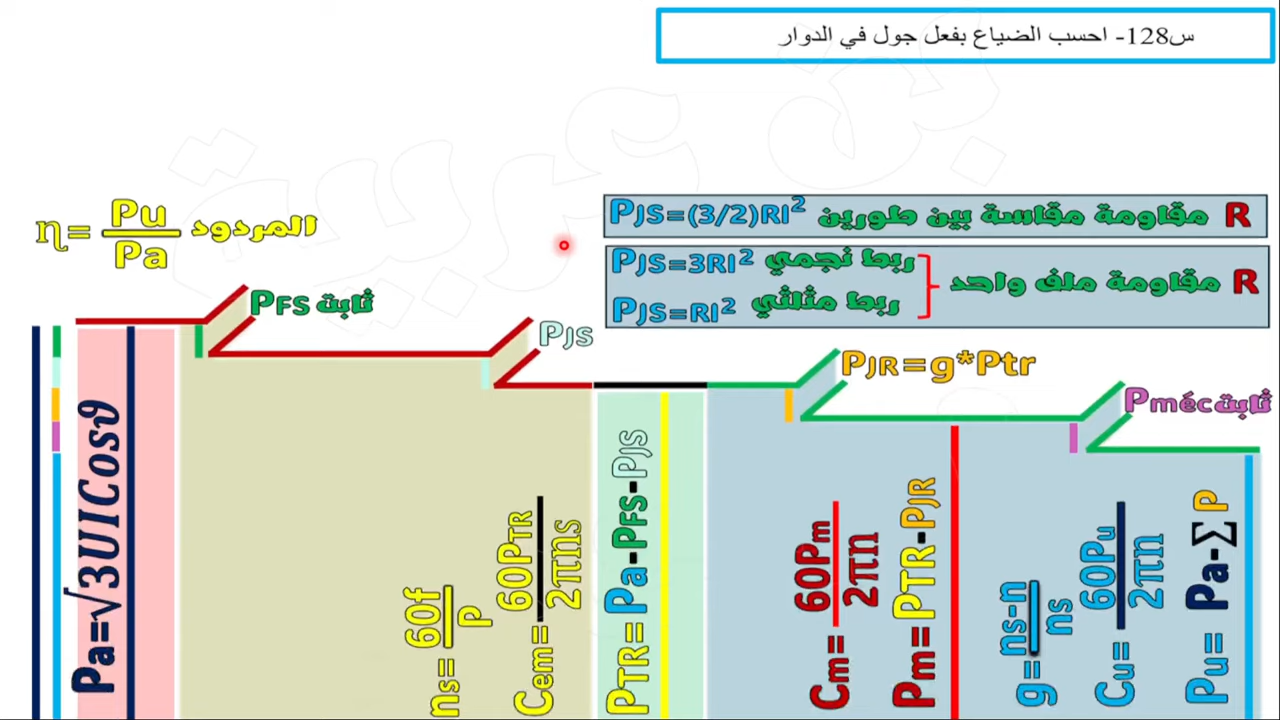 س128- احسب الضياع بفعل جول في الدوار
بن عربية
PJS=(3/2)RI² مقاومة مقاسة بين طورين R
PJS=3RI² ربط نجمي
PJS=RI² ربط مثلثي
مقاومة ملف واحد R
η= Pu/Pa المردود
PFS ثابت
PJS
PJR=g*Ptr
Pméc ثابت
Pa=√3UICosϑ
ns= 60f/P
Cem= 60PTR/2πns
PTR= Pa-PFS-PJS
Cm= 60Pm/2πn
Pm= PTR-PJR
g= ns-n/ns
Cu= 60Pu/2πn
Pu= Pa-∑P